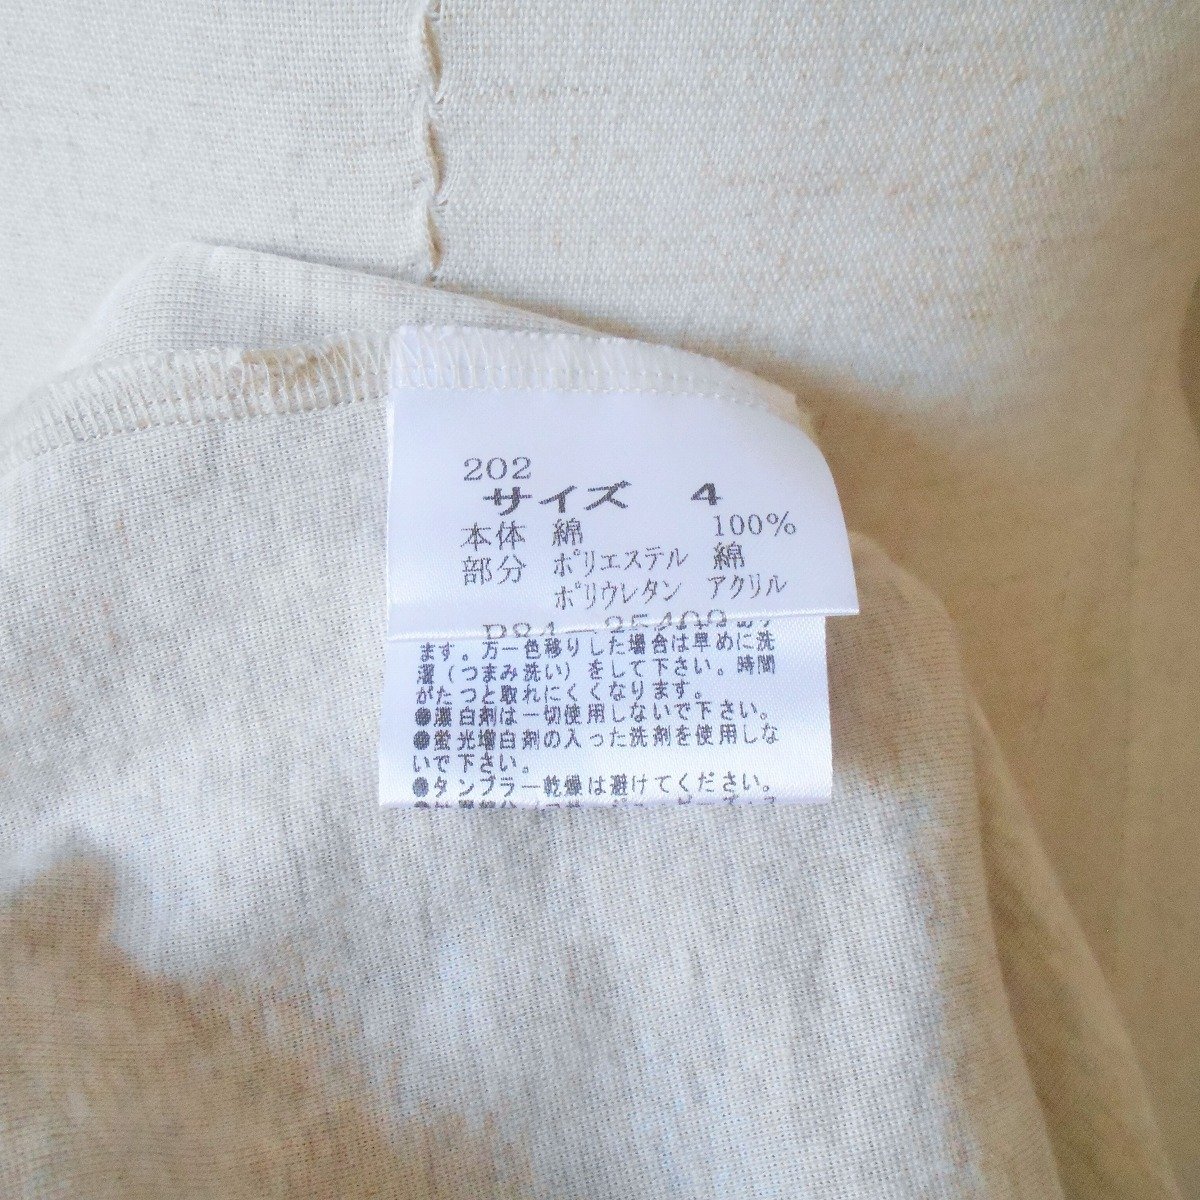 202
サイズ 4
本体 綿 100%
部分 ポリエステル 綿
ポリウレタン アクリル
ます。万一色移りした場合は早めに洗
濯（つまみ洗い）をして下さい。時間
がたつと取れにくくなります。
●漂白剤は一切使用しないで下さい。
●蛍光増白剤の入った洗剤を使用しな
いで下さい。
●タンブラー乾燥は避けてください。